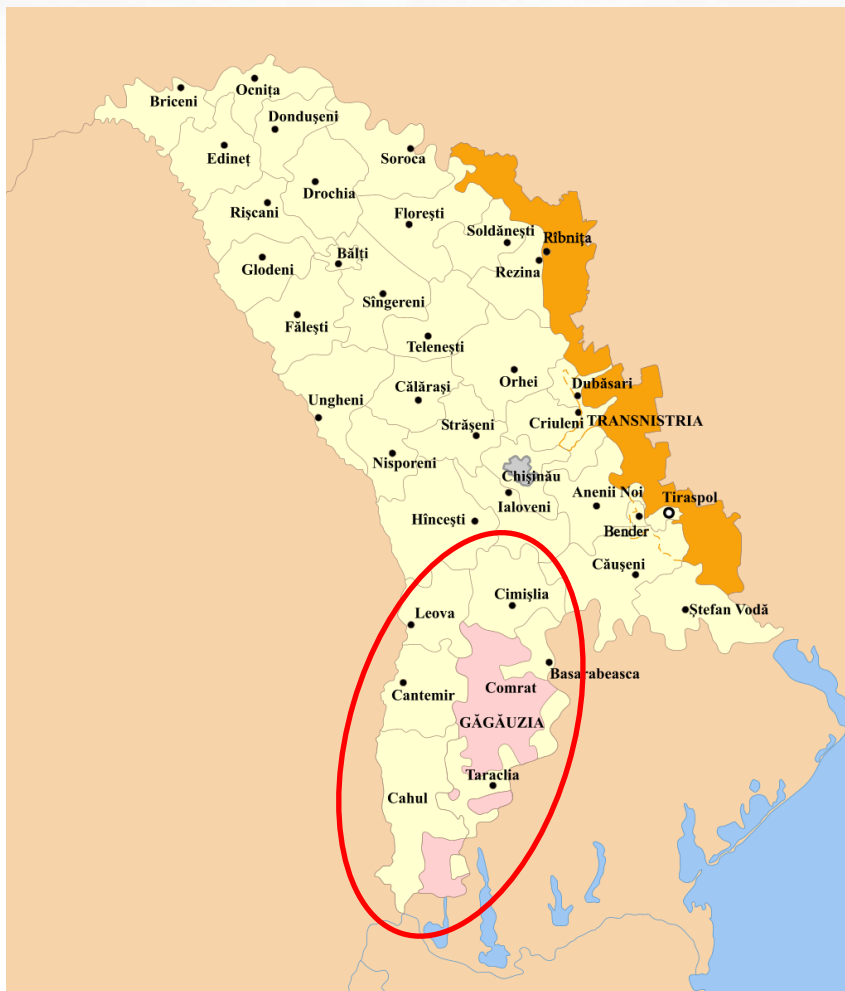 Ocnița
Briceni
Dondușeni
Edineț
Soroca
Drochia
Rișcani
Florești
Soldănești
Rîbnița
Bălți
Glodeni
Rezina
Sîngereni
Fălești
Telenești
Orhei
Dubăsari
Călărași
Ungheni
Criuleni
TRANSNISTRIA
Strășeni
Nisporeni
Chișinău
Anenii Noi
Tiraspol
Ialoveni
Hîncești
Bender
Căușeni
Cimișlia
Leova
Ștefan Vodă
Basarabeasca
Comrat
Cantemir
GĂGĂUZIA
Taraclia
Cahul